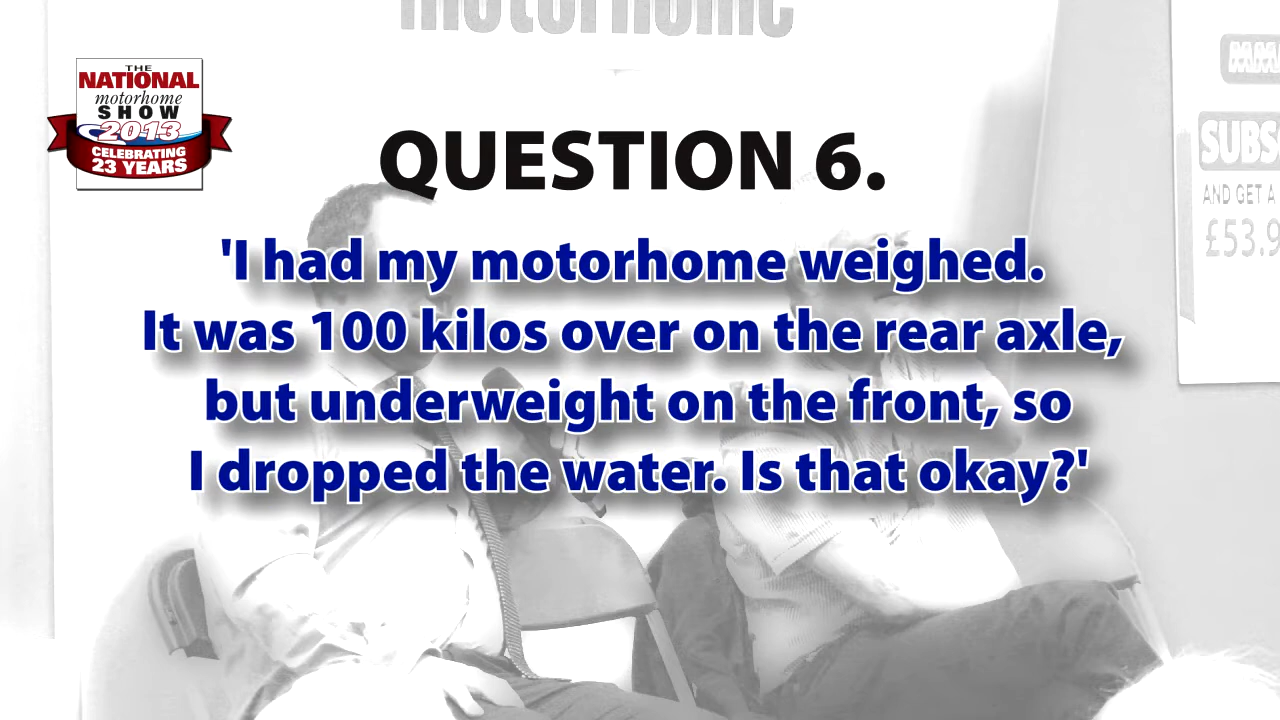 motorhome
THE
NATIONAL
motorhome
SHOW
2013
CELEBRATING
23 YEARS
QUESTION 6.
'I had my motorhome weighed.
It was 100 kilos over on the rear axle,
but underweight on the front, so
I dropped the water. Is that okay?'
SUBS
AND GET A
£53.9